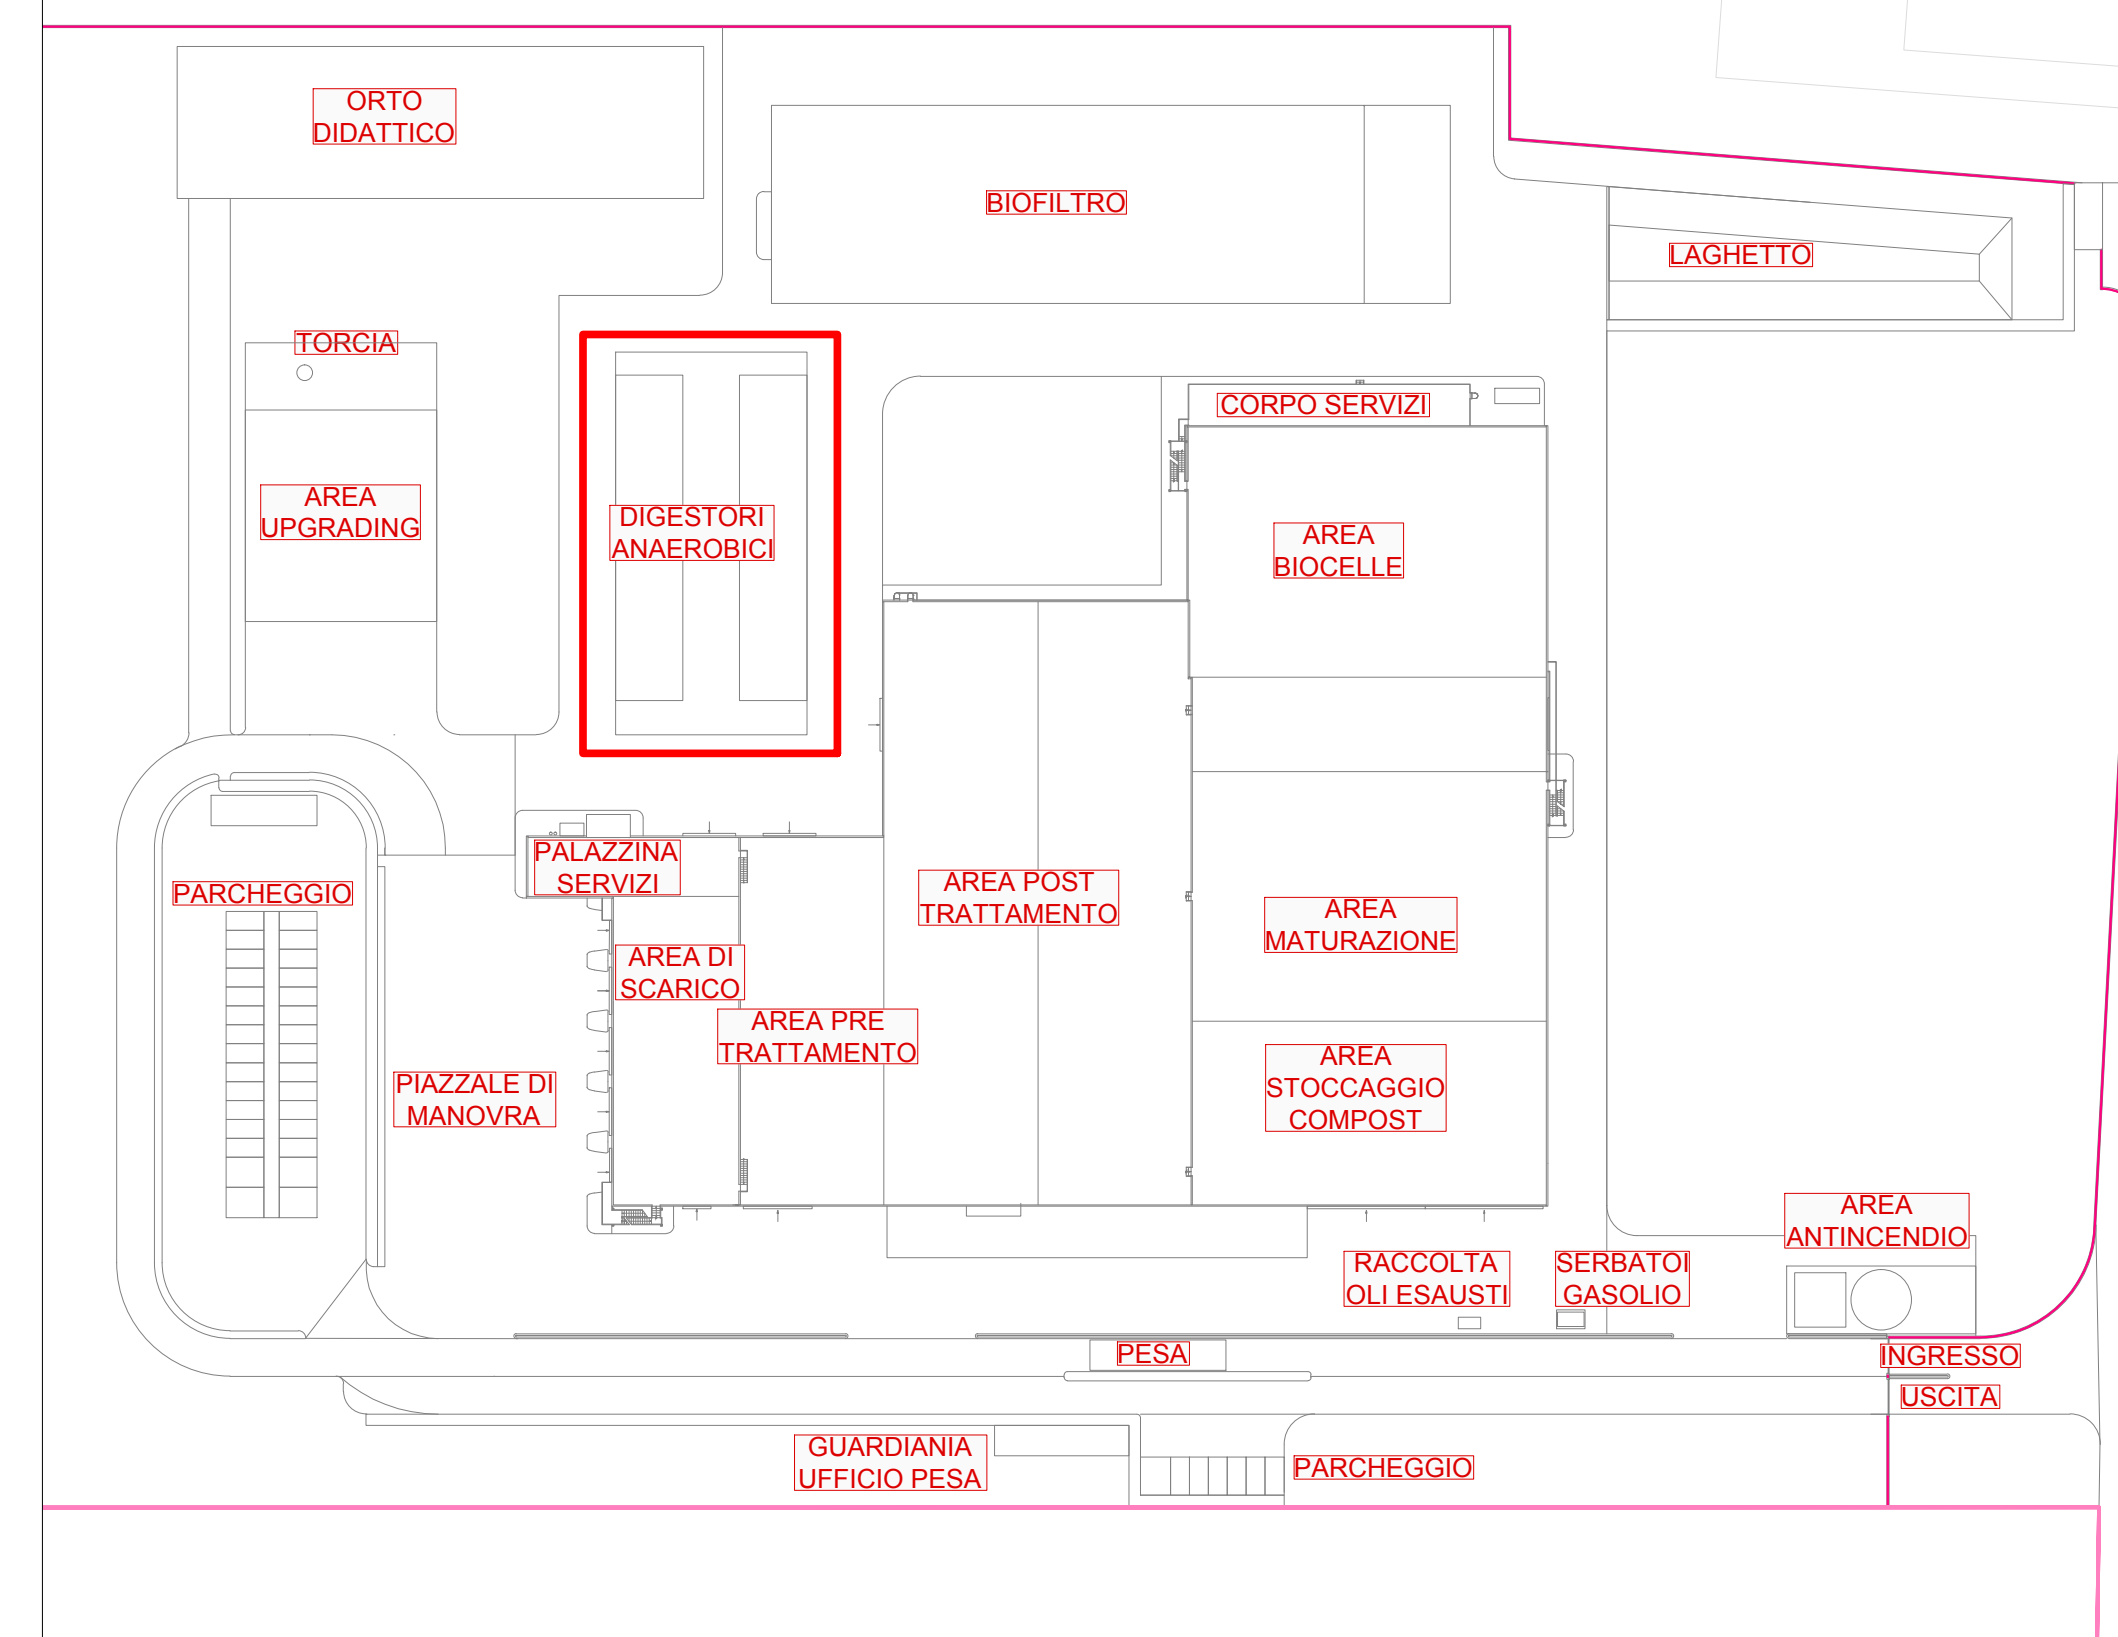 ORTO
DIDATTICO
BIOFILTRO
LAGHETTO
TORCIA
CORPO SERVIZI
AREA
UPGRADING
DIGESTORI
ANAEROBICI
AREA
BIOCELLE
PALAZZINA
SERVIZI
PARCHEGGIO
AREA POST
TRATTAMENTO
AREA
MATURAZIONE
AREA DI
SCARICO
AREA PRE
TRATTAMENTO
PIAZZALE DI
MANOVRA
AREA
STOCCAGGIO
COMPOST
AREA
ANTINCENDIO
RACCOLTA
OLI ESAUSTI
SERBATOI
GASOLIO
PESA
INGRESSO
USCITA
GUARDIANIA
UFFICIO PESA
PARCHEGGIO